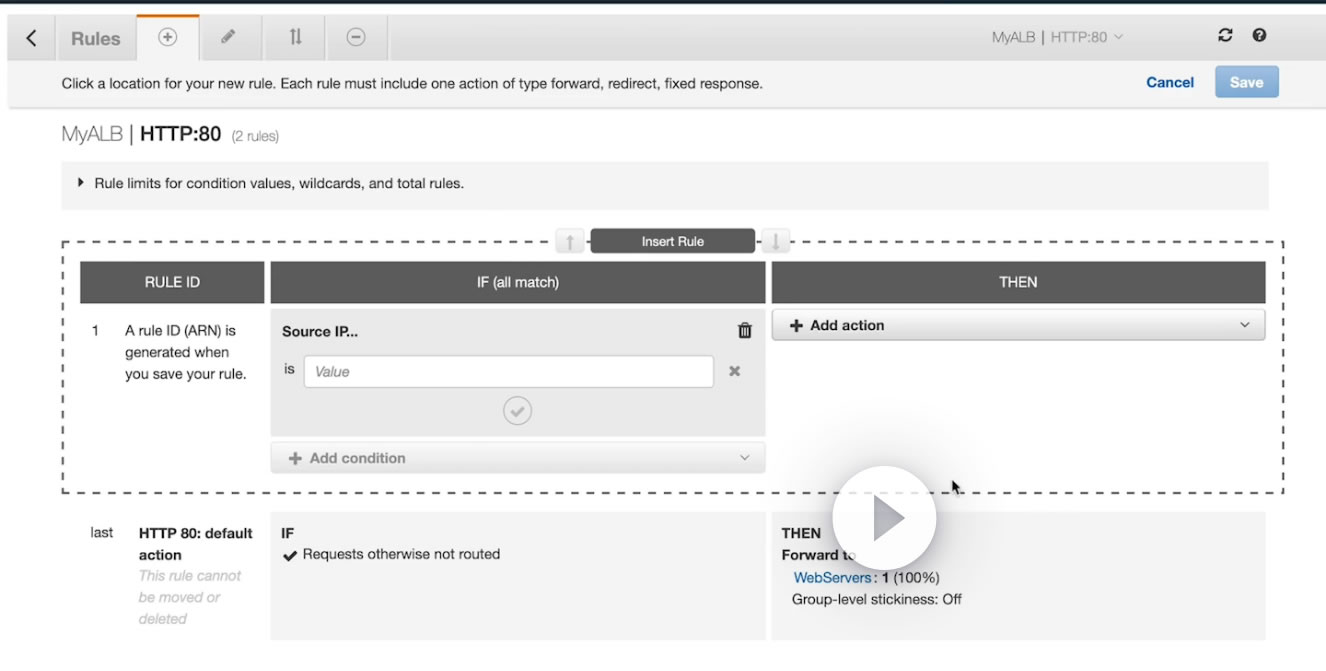 Rules
MyALB | HTTP:80
Click a location for your new rule. Each rule must include one action of type forward, redirect, fixed response.
Cancel
Save
MyALB | HTTP:80 (2 rules)
Rule limits for condition values, wildcards, and total rules.
Insert Rule
RULE ID
IF (all match)
THEN
1
A rule ID (ARN) is
generated when
you save your rule.
Source IP...
is
Value
Add condition
Add action
last
HTTP 80: default
action
This rule cannot
be moved or
deleted
IF
Requests otherwise not routed
THEN
Forward to
WebServers: 1 (100%)
Group-level stickiness: Off